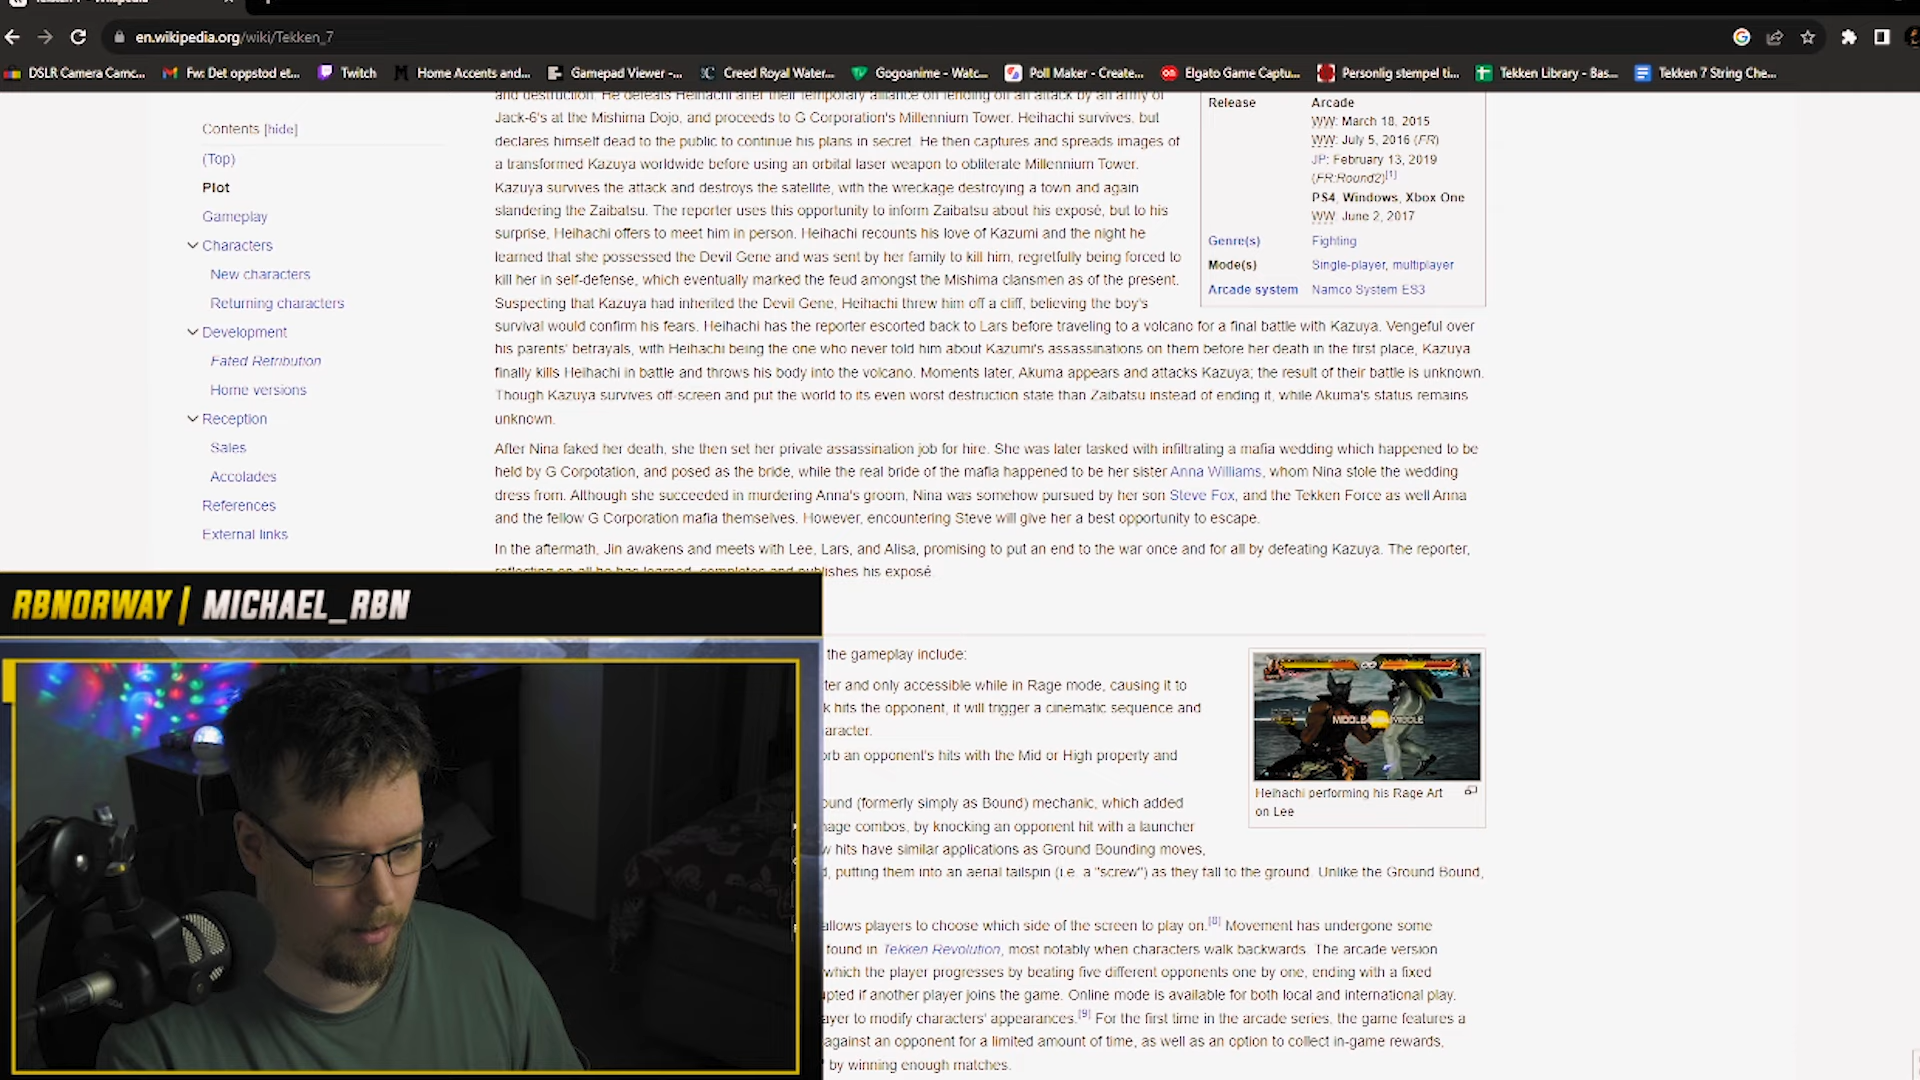 Tekken 7 - Wikipedia
en.wikipedia.org/wiki/Tekken_7
DSLR Camera Camc... Fw: Det oppstod et... Twitch Home Accents and... Gamepad Viewer -... Creed Royal Water... Gogoanime - Watc... Poll Maker - Create... Elgato Game Captu... Personlig stempel ti... Tekken Library - Bas... Tekken 7 String Che...
Contents [hide]
(Top)
Plot
Gameplay
Characters
New characters
Returning characters
Development
Fated Retribution
Home versions
Reception
Sales
Accolades
References
External links
and destruction. He defeats Heihachi after their temporary alliance on fending off an attack by an army of
Jack-6's at the Mishima Dojo, and proceeds to G Corporation's Millennium Tower. Heihachi survives, but
declares himself dead to the public to continue his plans in secret. He then captures and spreads images of
a transformed Kazuya worldwide before using an orbital laser weapon to obliterate Millennium Tower.
Kazuya survives the attack and destroys the satellite, with the wreckage destroying a town and again
slandering the Zaibatsu. The reporter uses this opportunity to inform Zaibatsu about his exposé, but to his
surprise, Heihachi offers to meet him in person. Heihachi recounts his love of Kazumi and the night he
learned that she possessed the Devil Gene and was sent by her family to kill him, regretfully being forced to
kill her in self-defense, which eventually marked the feud amongst the Mishima clansmen as of the present.
Suspecting that Kazuya had inherited the Devil Gene, Heihachi threw him off a cliff, believing the boy's
survival would confirm his fears. Heihachi has the reporter escorted back to Lars before traveling to a volcano for a final battle with Kazuya. Vengeful over
his parents' betrayals, with Heihachi being the one who never told him about Kazumi's assassinations on them before her death in the first place, Kazuya
finally kills Heihachi in battle and throws his body into the volcano. Moments later, Akuma appears and attacks Kazuya; the result of their battle is unknown.
Though Kazuya survives off-screen and put the world to its even worst destruction state than Zaibatsu instead of ending it, while Akuma's status remains
unknown.
After Nina faked her death, she then set her private assassination job for hire. She was later tasked with infiltrating a mafia wedding which happened to be
held by G Corpotation, and posed as the bride, while the real bride of the mafia happened to be her sister Anna Williams, whom Nina stole the wedding
dress from. Although she succeeded in murdering Anna's groom, Nina was somehow pursued by her son Steve Fox, and the Tekken Force as well Anna
and the fellow G Corporation mafia themselves. However, encountering Steve will give her a best opportunity to escape.
In the aftermath, Jin awakens and meets with Lee, Lars, and Alisa, promising to put an end to the war once and for all by defeating Kazuya. The reporter,
reflecting on all he has learned, completes and publishes his exposé.
Release Arcade
WW: March 18, 2015
WW: July 5, 2016 (FR)
JP: February 13, 2019
(FR:Round2)[1]
PS4, Windows, Xbox One
WW: June 2, 2017
Genre(s) Fighting
Mode(s) Single-player, multiplayer
Arcade system Namco System ES3
RBNORWAY | MICHAEL_RBN
the gameplay include:
ter and only accessible while in Rage mode, causing it to
k hits the opponent, it will trigger a cinematic sequence and
aracter.
orb an opponent's hits with the Mid or High property and
ound (formerly simply as Bound) mechanic, which added
mage combos, by knocking an opponent hit with a launcher
w hits have similar applications as Ground Bounding moves,
d, putting them into an aerial tailspin (i.e. a "screw") as they fall to the ground. Unlike the Ground Bound,
allows players to choose which side of the screen to play on.[8] Movement has undergone some
found in Tekken Revolution, most notably when characters walk backwards. The arcade version
which the player progresses by beating five different opponents one by one, ending with a fixed
upted if another player joins the game. Online mode is available for both local and international play.
ayer to modify characters' appearances.[9] For the first time in the arcade series, the game features a
against an opponent for a limited amount of time, as well as an option to collect in-game rewards,
by winning enough matches.
Heihachi performing his Rage Art
on Lee